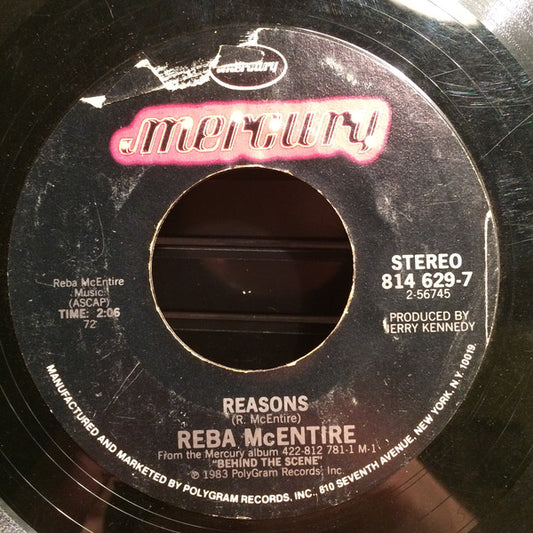 mercury
mercury
Reba McEntire
Music
(ASCAP)
TIME: 2:06
72
STEREO
814 629-7
2-56745
PRODUCED BY
JERRY KENNEDY
REASONS
(R. McEntire)
REBA McENTIRE
From the Mercury album 422-812 781-1 M-1
"BEHIND THE SCENE"
℗ 1983 PolyGram Records, Inc.
MANUFACTURED AND MARKETED BY POLYGRAM RECORDS, INC., 810 SEVENTH AVENUE, NEW YORK, N.Y. 10019.